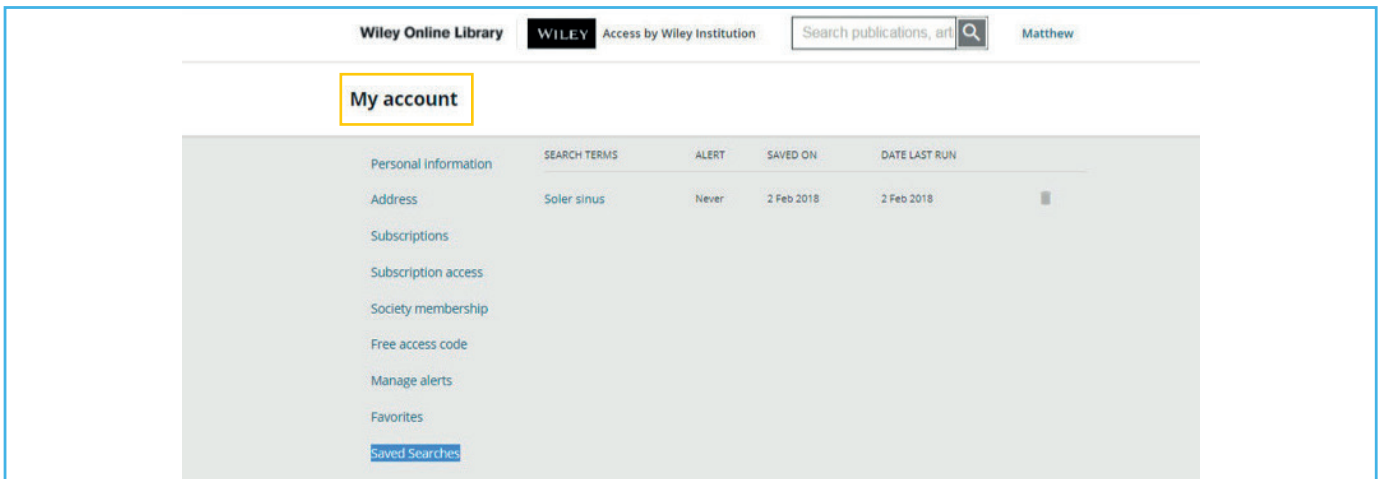 Wiley Online Library WILEY Access by Wiley Institution Search publications, art Matthew
My account
Personal information
Address
Subscriptions
Subscription access
Society membership
Free access code
Manage alerts
Favorites
Saved Searches
SEARCH TERMS ALERT SAVED ON DATE LAST RUN
Soler sinus Never 2 Feb 2018 2 Feb 2018